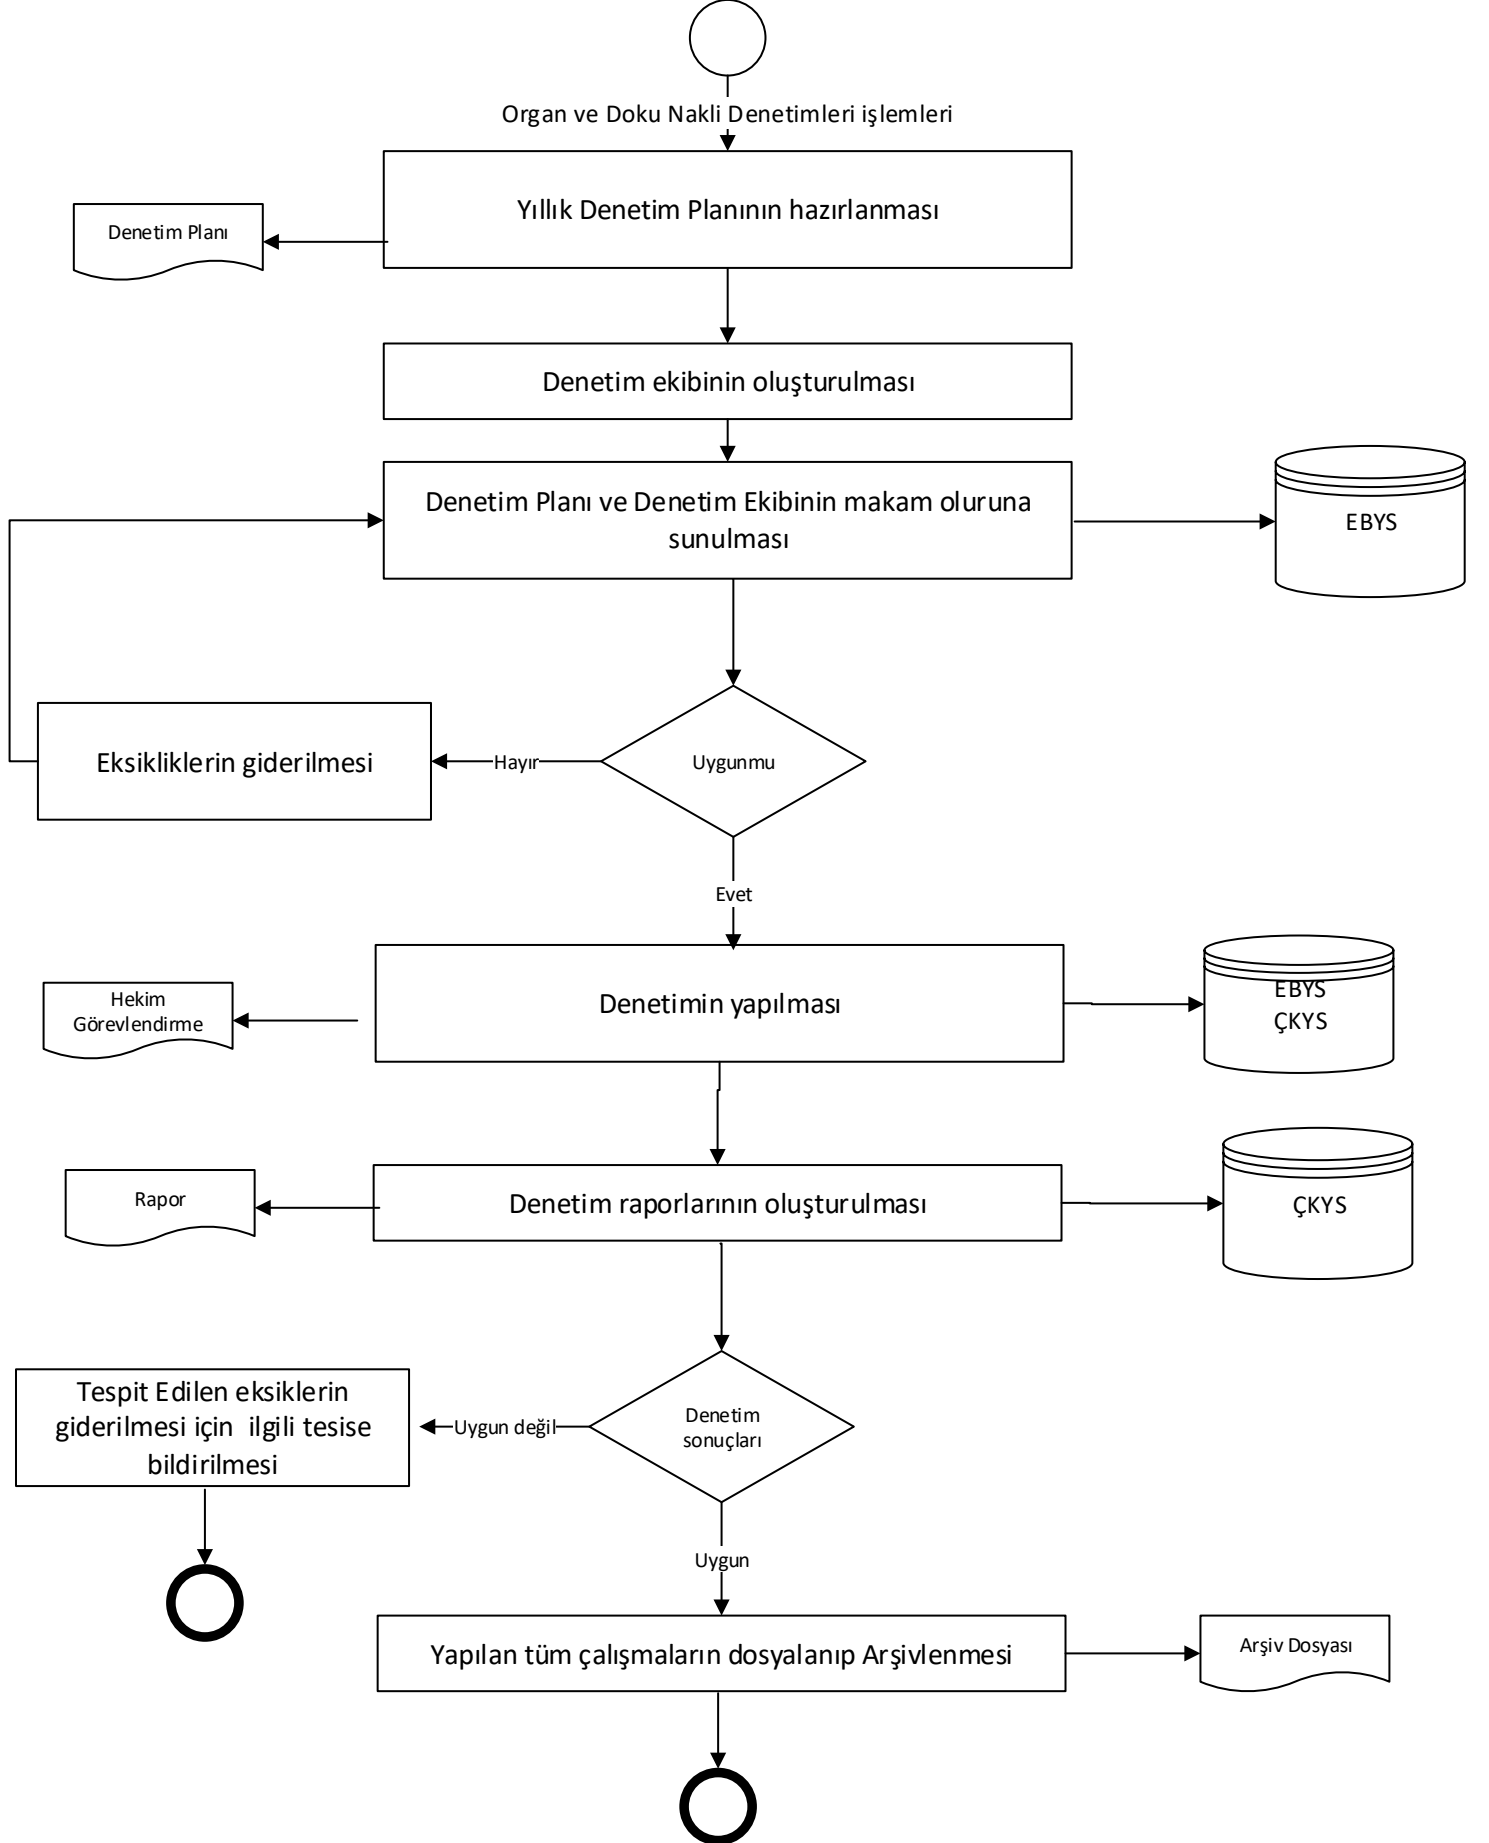 Organ ve Doku Nakli Denetimleri işlemleri
Yıllık Denetim Planının hazırlanması
Denetim Planı
Denetim ekibinin oluşturulması
Denetim Planı ve Denetim Ekibinin makam oluruna
sunulması
EBYS
Eksikliklerin giderilmesi
Hayır
Uygunmu
Evet
Denetimin yapılması
Hekim
Görevlendirme
EBYS
ÇKYS
Denetim raporlarının oluşturulması
Rapor
ÇKYS
Tespit Edilen eksiklerin
giderilmesi için ilgili tesise
bildirilmesi
Uygun değil
Denetim
sonuçları
Uygun
Yapılan tüm çalışmaların dosyalanıp Arşivlenmesi
Arşiv Dosyası